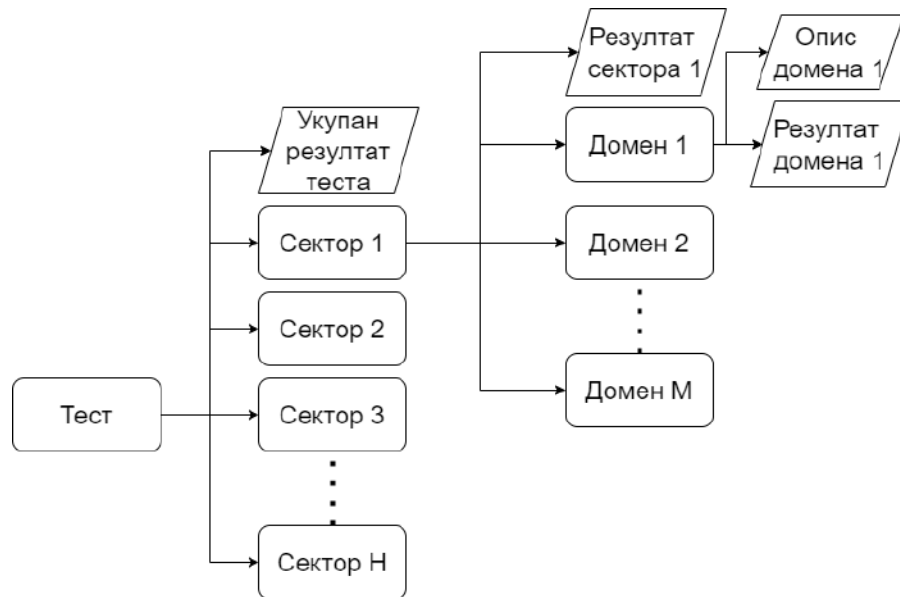 Резултат
сектора 1
Опис
домена 1
Укупан
резултат
теста
Домен 1
Резултат
домена 1
Сектор 1
Домен 2
Сектор 2
Домен М
Тест
Сектор 3
Сектор Н